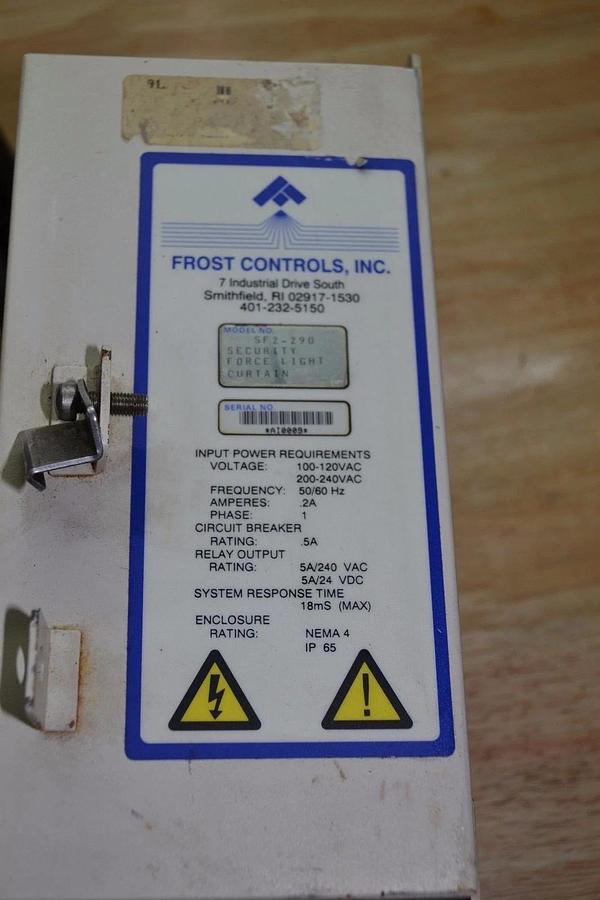 9L
FROST CONTROLS, INC.
7 Industrial Drive South
Smithfield, RI 02917-1530
401-232-5150
MODEL NO.
SF2-290
SECURITY
FORCE LIGHT
CURTAIN
SERIAL NO.
*AI0009*
INPUT POWER REQUIREMENTS
VOLTAGE: 100-120VAC
200-240VAC
FREQUENCY: 50/60 Hz
AMPERES: .2A
PHASE: 1
CIRCUIT BREAKER
RATING: .5A
RELAY OUTPUT
RATING: 5A/240 VAC
5A/24 VDC
SYSTEM RESPONSE TIME
18mS (MAX)
ENCLOSURE
RATING: NEMA 4
IP 65